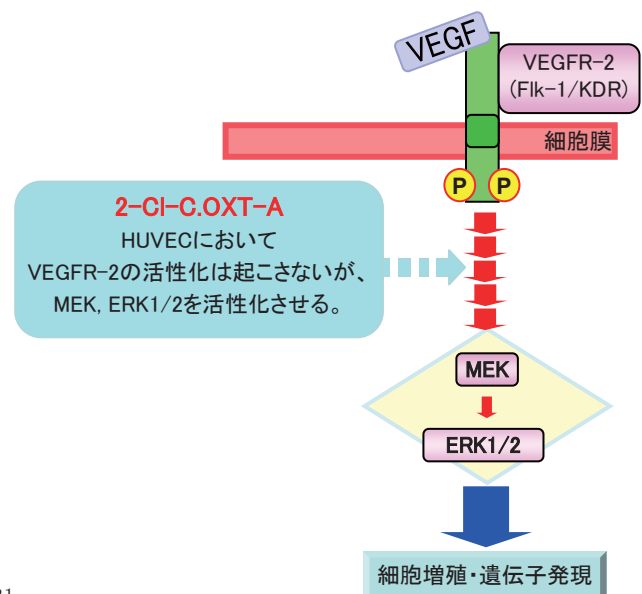 VEGF
VEGFR-2
(Flk-1/KDR)
細胞膜
P P
2-Cl-C.OXT-A
HUVECにおいて
VEGFR-2の活性化は起こさないが、
MEK, ERK1/2を活性化させる。
MEK
ERK1/2
細胞増殖・遺伝子発現